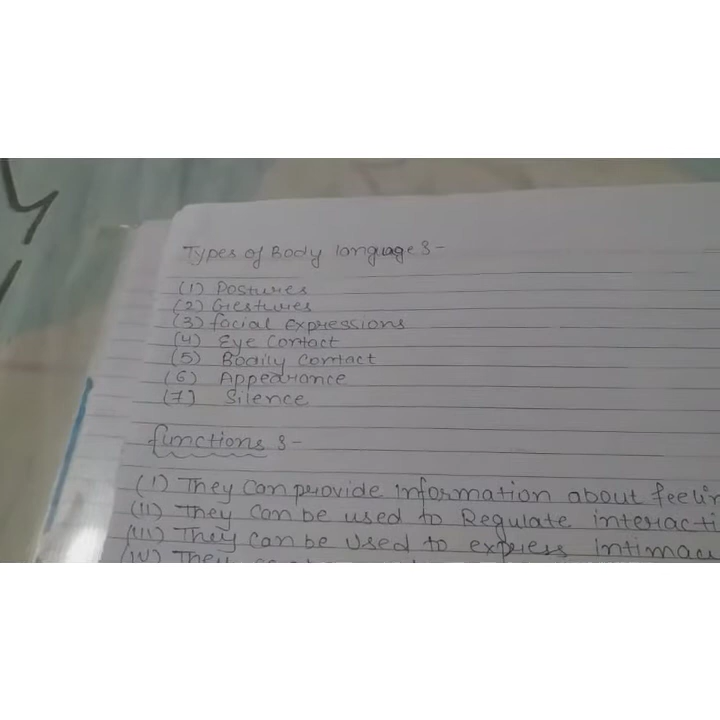 Types of Body language :-
(1) Postures
(2) Gestures
(3) facial expressions
(4) Eye Contact
(5) Bodily Contact
(6) Appearance
(7) Silence
functions :-
(i) They can provide information about
(ii) They can be used to Regulate
(iii) They can be used to express
(iv) They